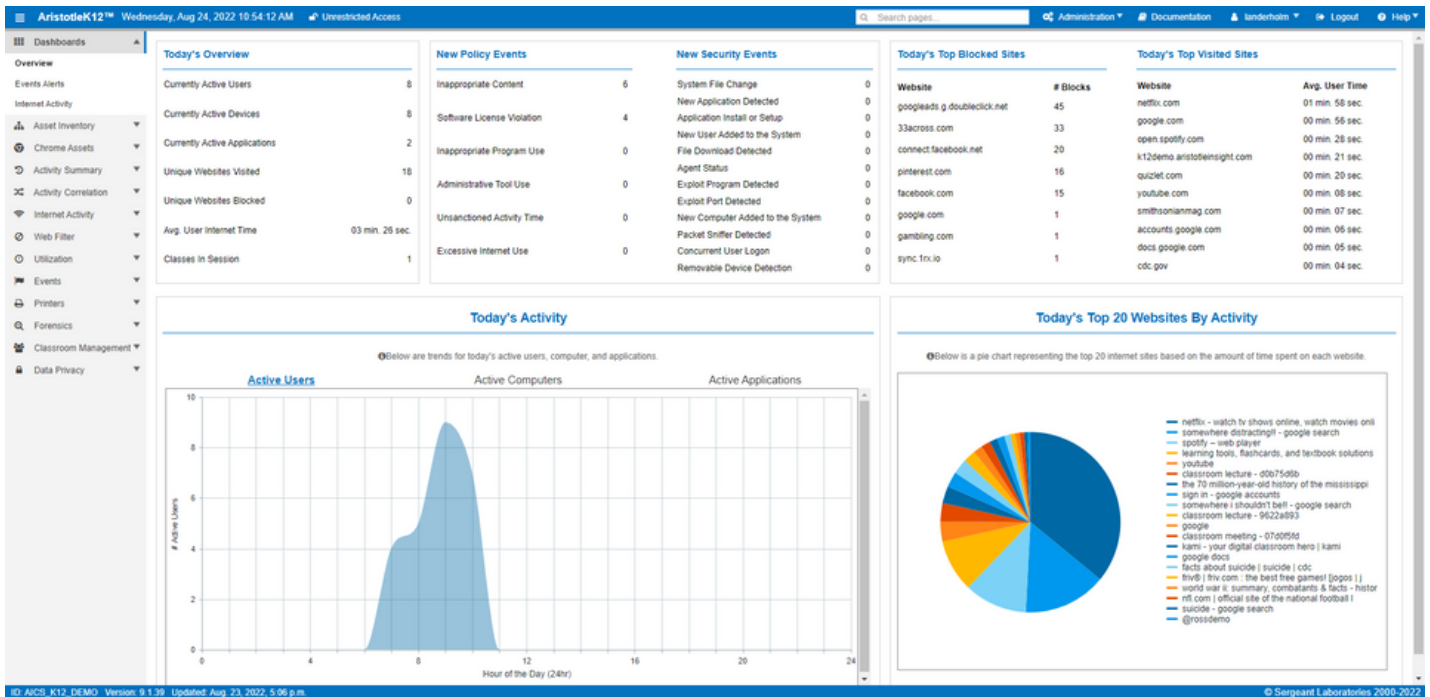 AristotleK12™ Wednesday, Aug 24, 2022 10:54:12 AM Unrestricted Access
Search pages...
Administration
Documentation
landerholm
Logout
Help
Dashboards
Overview
Events Alerts
Internet Activity
Asset Inventory
Chrome Assets
Activity Summary
Activity Correlation
Internet Activity
Web Filter
Utilization
Events
Printers
Forensics
Classroom Management
Data Privacy
Today's Overview
Currently Active Users 8
Currently Active Devices 8
Currently Active Applications 2
Unique Websites Visited 18
Unique Websites Blocked 0
Avg. User Internet Time 03 min. 26 sec.
Classes In Session 1
New Policy Events
Inappropriate Content 6
Software License Violation 4
Inappropriate Program Use 0
Administrative Tool Use 0
Unsanctioned Activity Time 0
Excessive Internet Use 0
New Security Events
System File Change 0
New Application Detected 0
Application Install or Setup 0
New User Added to the System 0
File Download Detected 0
Agent Status 0
Exploit Program Detected 0
Exploit Port Detected 0
New Computer Added to the System 0
Packet Sniffer Detected 0
Concurrent User Logon 0
Removable Device Detection 0
Today's Top Blocked Sites
Website # Blocks
googleads.g.doubleclick.net 45
33across.com 33
connect.facebook.net 20
pinterest.com 16
facebook.com 15
google.com 1
gambling.com 1
sync.1rx.io 1
Today's Top Visited Sites
Website Avg. User Time
netflix.com 01 min. 58 sec.
google.com 00 min. 56 sec.
open.spotify.com 00 min. 28 sec.
k12demo.aristotleinsight.com 00 min. 21 sec.
quizlet.com 00 min. 20 sec.
youtube.com 00 min. 08 sec.
smithsonianmag.com 00 min. 07 sec.
accounts.google.com 00 min. 06 sec.
docs.google.com 00 min. 05 sec.
cdc.gov 00 min. 04 sec.
Today's Activity
Below are trends for today's active users, computer, and applications.
Active Users Active Computers Active Applications
10
8
6
4
2
0
# Active Users
0 4 8 12 16 20 24
Hour of the Day (24hr)
Today's Top 20 Websites By Activity
Below is a pie chart representing the top 20 internet sites based on the amount of time spent on each website.
netflix - watch tv shows online, watch movies onli
somewhere distracting!! - google search
spotify – web player
learning tools, flashcards, and textbook solutions
youtube
classroom lecture - d0b75d6b
the 70 million-year-old history of the mississippi
sign in - google accounts
somewhere i shouldn't be!! - google search
classroom lecture - 9622a893
google
classroom meeting - 07d0f5fd
kami - your digital classroom hero | kami
google docs
facts about suicide | suicide | cdc
friv® | friv.com : the best free games! [jogos | j
world war ii: summary, combatants & facts - histor
nfl.com | official site of the national football l
suicide - google search
@rossdemo
ID: AICS_K12_DEMO Version: 9.1.39 Updated: Aug. 23, 2022, 5:06 p.m.
© Sergeant Laboratories 2000-2022